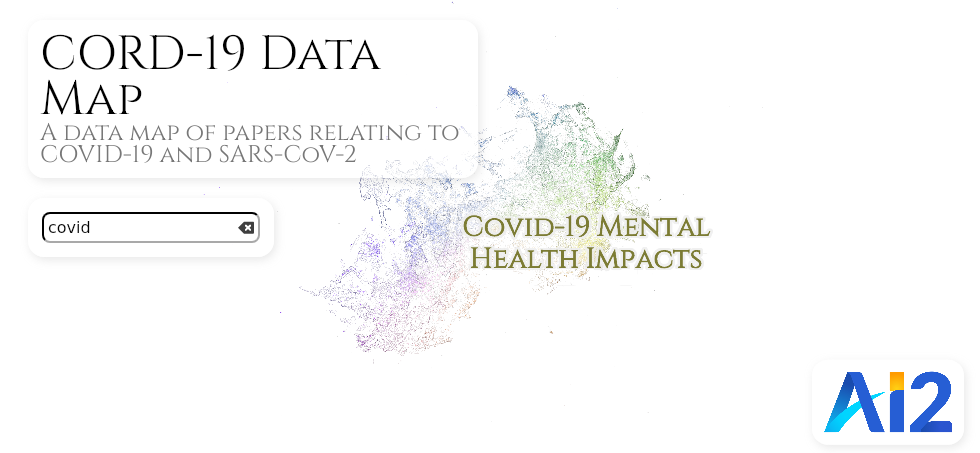 CORD-19 Data
Map
A data map of papers relating to
COVID-19 and SARS-CoV-2
covid
Covid-19 Mental
Health Impacts
Ai2